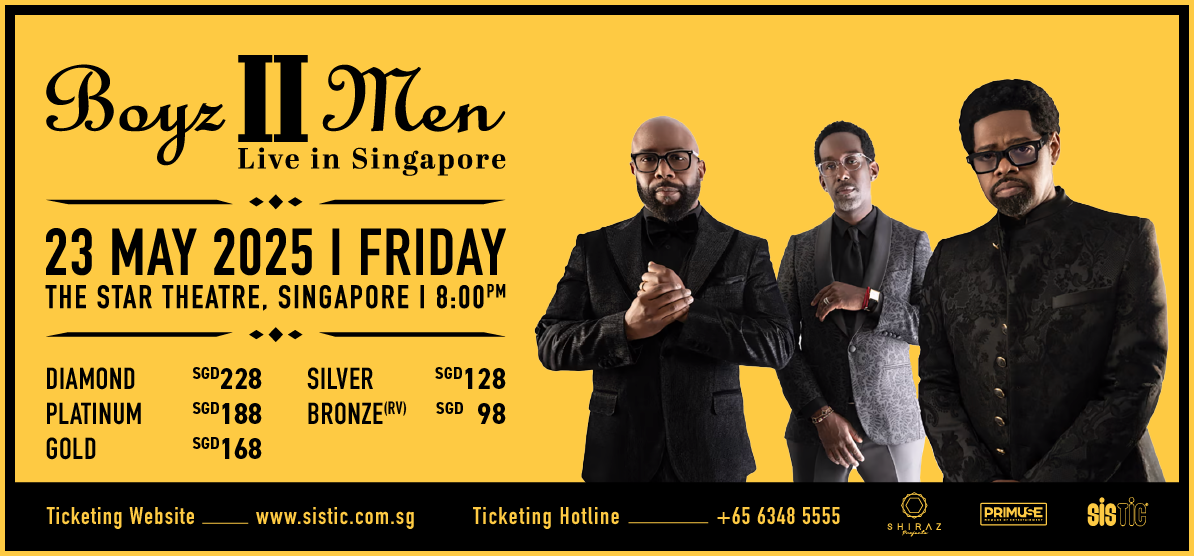 Boyz II Men
Live in Singapore
23 MAY 2025 I FRIDAY
THE STAR THEATRE, SINGAPORE I 8:00PM
DIAMOND SGD228 SILVER SGD128
PLATINUM SGD188 BRONZE(RV) SGD 98
GOLD SGD168
Ticketing Website www.sistic.com.sg Ticketing Hotline +65 6348 5555
SHIRAZ
Projects
PRIMUSE
sistic